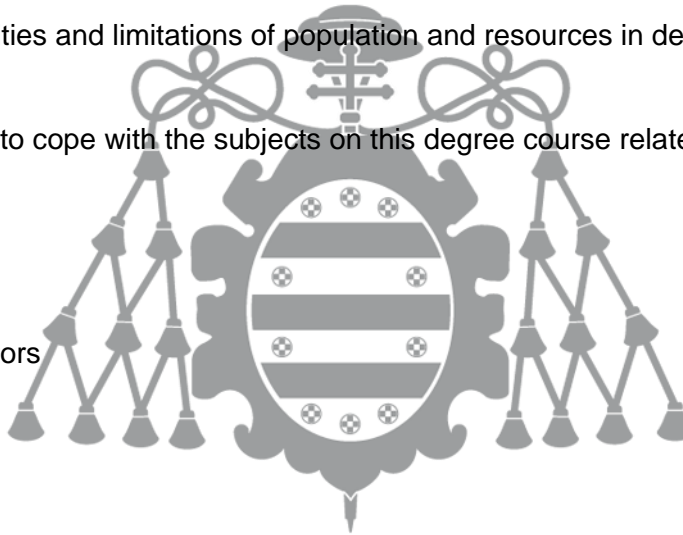 ties and limitations of population and resources in de
to cope with the subjects on this degree course relate
ors